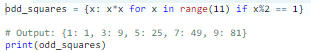 odd_squares = {x: x*x for x in range(11) if x%2 == 1}
# Output: {1: 1, 3: 9, 5: 25, 7: 49, 9: 81}
print(odd_squares)